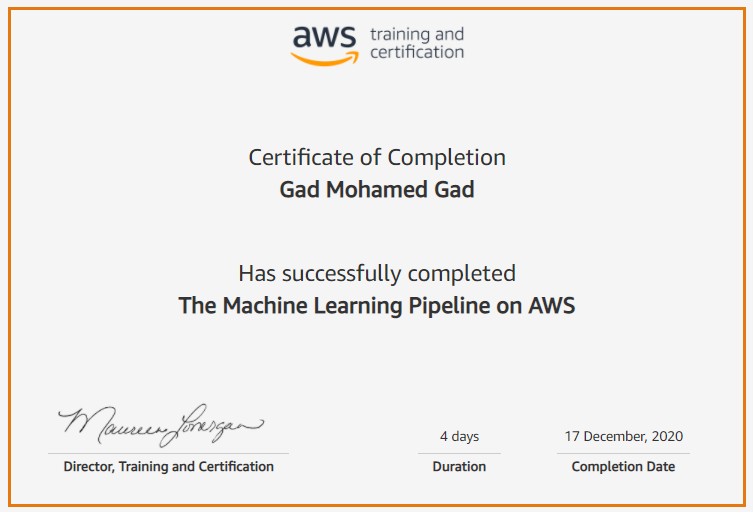 aws training and
certification
Certificate of Completion
Gad Mohamed Gad
Has successfully completed
The Machine Learning Pipeline on AWS
Maureen Lonergan
4 days
17 December, 2020
Director, Training and Certification
Duration
Completion Date